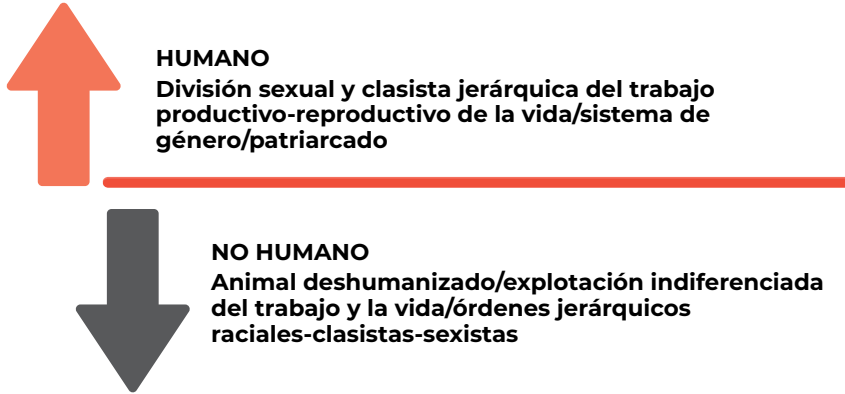 HUMANO
División sexual y clasista jerárquica del trabajo
productivo-reproductivo de la vida/sistema de
género/patriarcado
NO HUMANO
Animal deshumanizado/explotación indiferenciada
del trabajo y la vida/órdenes jerárquicos
raciales-clasistas-sexistas